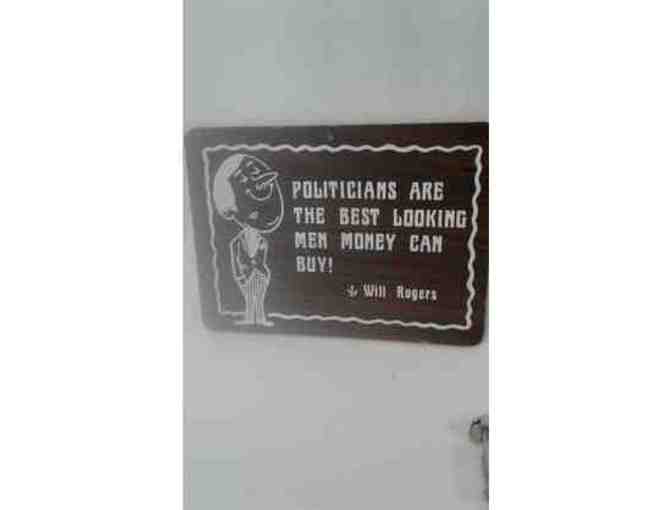 POLITICIANS ARE
THE BEST LOOKING
MEN MONEY CAN
BUY!
Will Rogers